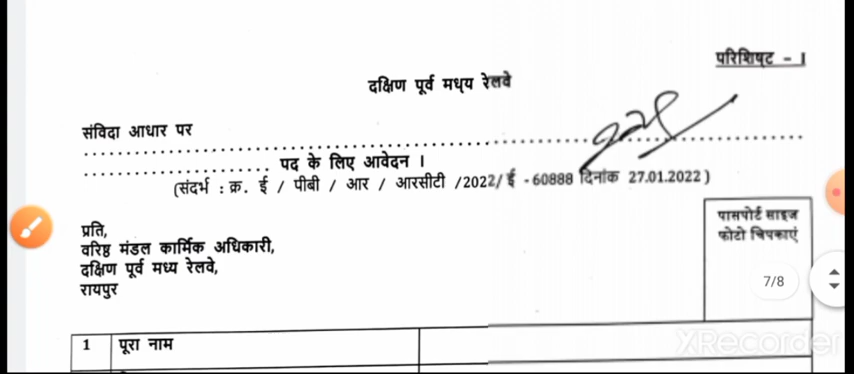 परिशिष्ट - I
दक्षिण पूर्व मध्य रेलवे
संविदा आधार पर
पद के लिए आवेदन ।
(संदर्भ : क्र. ई / पीबी / आर / आरसीटी /2022/ ई -60888 दिनांक 27.01.2022 )
पासपोर्ट साइज
फोटो चिपकाएं
प्रति,
वरिष्ठ मंडल कार्मिक अधिकारी,
दक्षिण पूर्व मध्य रेलवे,
रायपुर
7/8
1 पूरा नाम
XRecorder